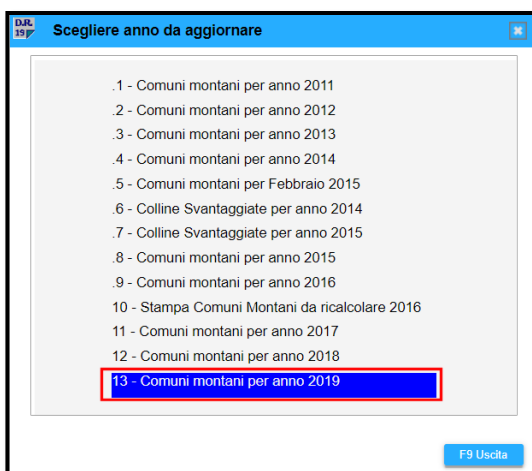 D.R.
19
Scegliere anno da aggiornare
.1 - Comuni montani per anno 2011
.2 - Comuni montani per anno 2012
.3 - Comuni montani per anno 2013
.4 - Comuni montani per anno 2014
.5 - Comuni montani per Febbraio 2015
.6 - Colline Svantaggiate per anno 2014
.7 - Colline Svantaggiate per anno 2015
.8 - Comuni montani per anno 2015
.9 - Comuni montani per anno 2016
10 - Stampa Comuni Montani da ricalcolare 2016
11 - Comuni montani per anno 2017
12 - Comuni montani per anno 2018
13 - Comuni montani per anno 2019
F9 Uscita